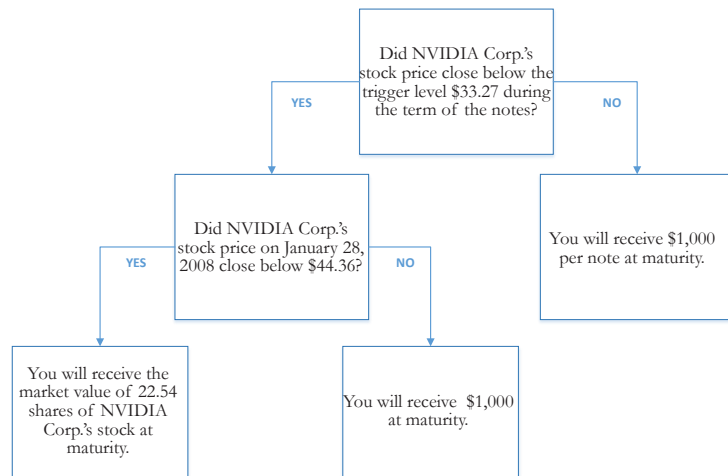 Did NVIDIA Corp.'s
stock price close below the
trigger level $33.27 during
the term of the notes?
YES
NO
Did NVIDIA Corp.'s
stock price on January 28,
2008 close below $44.36?
You will receive $1,000
per note at maturity.
YES
NO
You will receive the
market value of 22.54
shares of NVIDIA
Corp.'s stock at
maturity.
You will receive $1,000
at maturity.